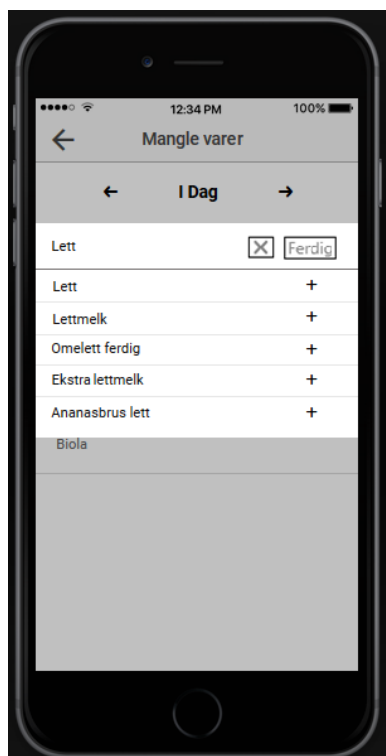 12:34 PM 100%
Mangle varer
I Dag
Lett Ferdig
Lett +
Lettmelk +
Omelett ferdig +
Ekstra lettmelk +
Ananasbrus lett +
Biola